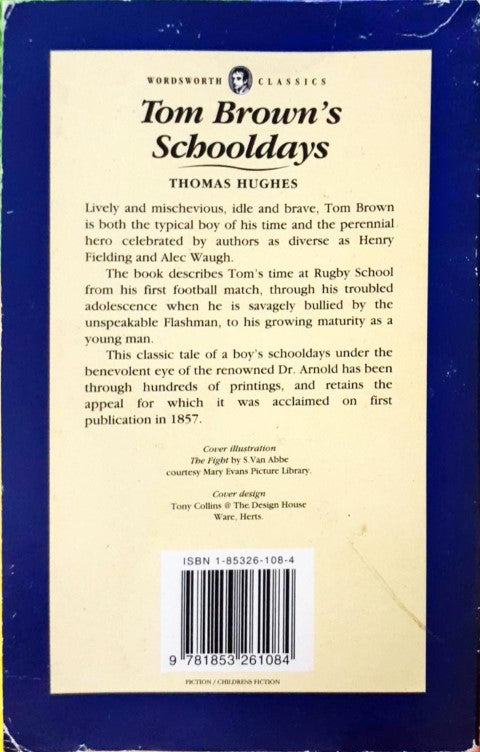 WORDSWORTH CLASSICS
Tom Brown's
Schooldays
THOMAS HUGHES
Lively and mischevious, idle and brave, Tom Brown
is both the typical boy of his time and the perennial
hero celebrated by authors as diverse as Henry
Fielding and Alec Waugh.
The book describes Tom's time at Rugby School
from his first football match, through his troubled
adolescence when he is savagely bullied by the
unspeakable Flashman, to his growing maturity as a
young man.
This classic tale of a boy's schooldays under the
benevolent eye of the renowned Dr. Arnold has been
through hundreds of printings, and retains the
appeal for which it was acclaimed on first
publication in 1857.
Cover illustration
The Fight by S.Van Abbe
courtesy Mary Evans Picture Library.
Cover design
Tony Collins @ The Design House
Ware, Herts.
ISBN 1-85326-108-4
9 781853 261084
FICTION / CHILDRENS FICTION